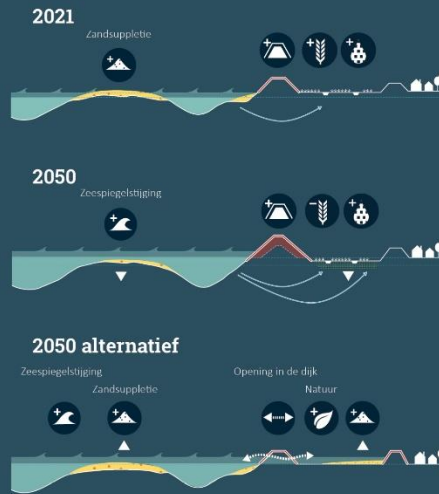 2021
Zandsuppletie
2050
Zeespiegelstijging
2050 alternatief
Zeespiegelstijging
Opening in de dijk
Zandsuppletie
Natuur